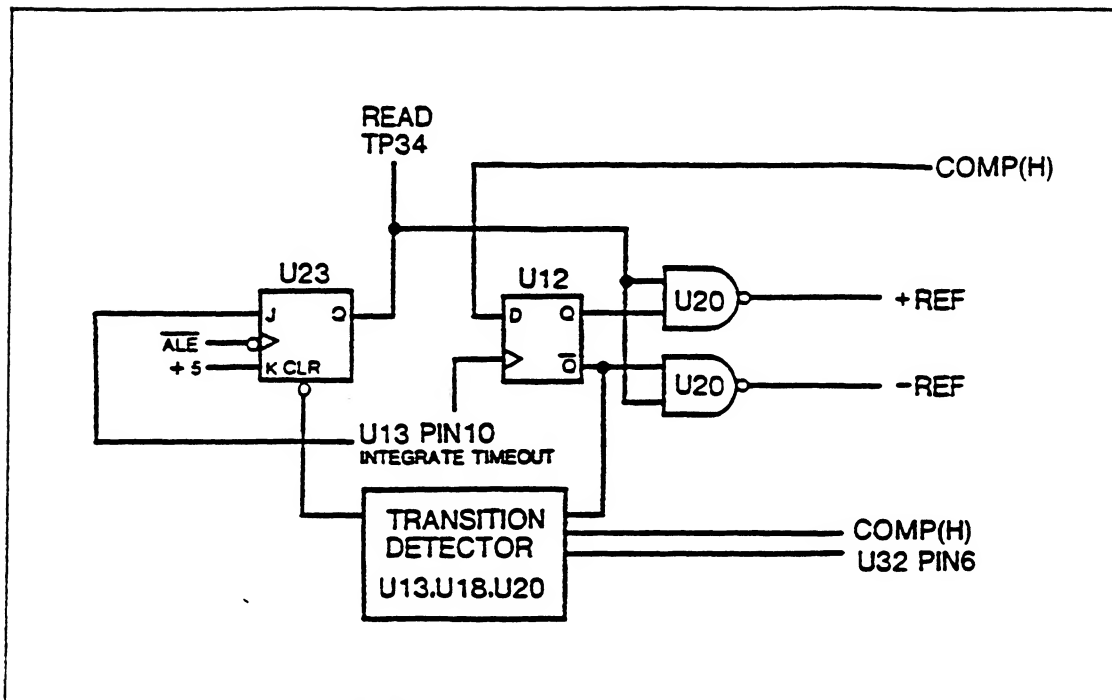 READ
TP34
COMP(H)
U23
U12
J
Q
ALE
+5
K CLR
D
Q
Q
U20
+REF
U20
-REF
U13 PIN10
INTEGRATE TIMEOUT
TRANSITION
DETECTOR
U13.U18.U20
COMP(H)
U32 PIN6